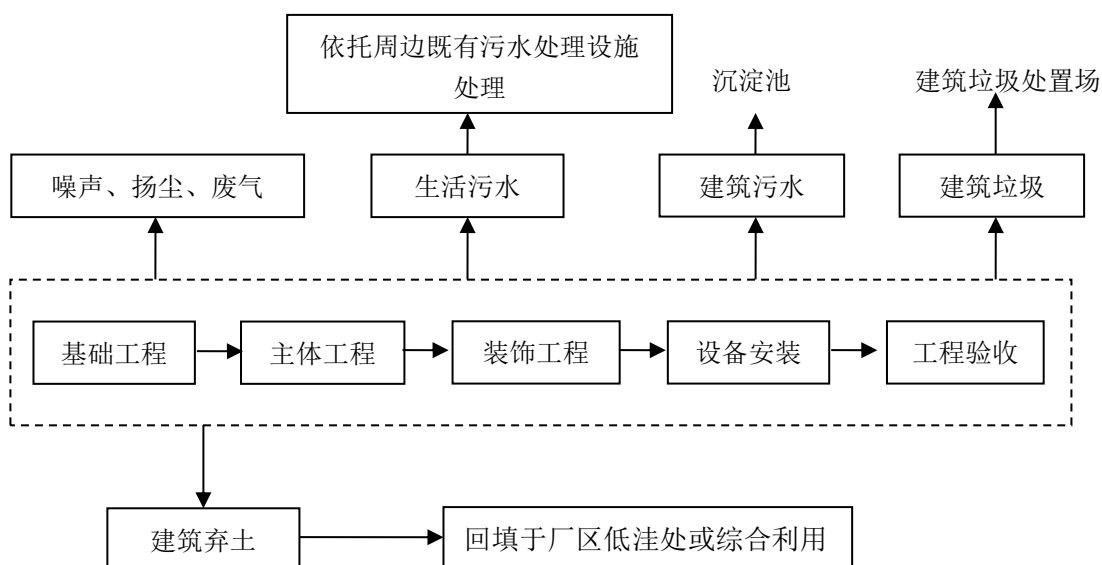 依托周边既有污水处理设施
处理
沉淀池
建筑垃圾处置场
噪声、扬尘、废气
生活污水
建筑污水
建筑垃圾
基础工程
主体工程
装饰工程
设备安装
工程验收
建筑弃土
回填于厂区低洼处或综合利用